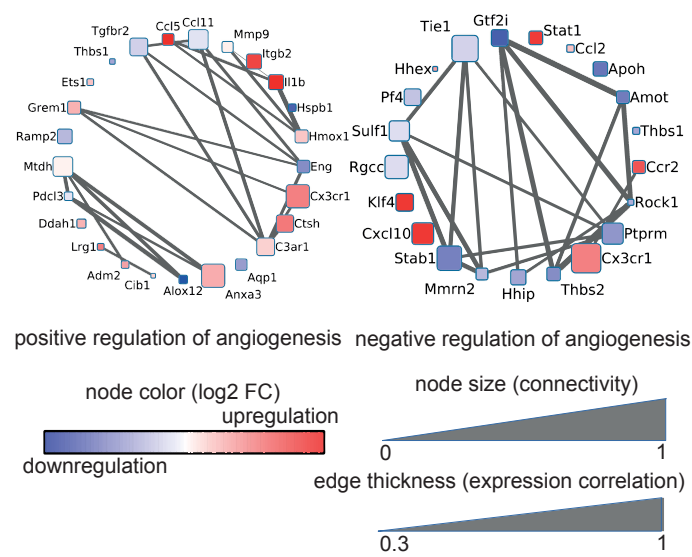 Tgfbr2
Ccl5
Ccl11
Mmp9
Itgb2
Il1b
Hspb1
Hmox1
Eng
Cx3cr1
Ctsh
C3ar1
Aqp1
Anxa3
Alox12
Cib1
Adm2
Lrg1
Ddah1
Pdcl3
Mtdh
Ramp2
Grem1
Ets1
Thbs1
Tie1
Gtf2i
Stat1
Ccl2
Apoh
Amot
Thbs1
Ccr2
Rock1
Ptprm
Cx3cr1
Thbs2
Hhip
Mmrn2
Stab1
Cxcl10
Klf4
Rgcc
Sulf1
Pf4
Hhex
positive regulation of angiogenesis
negative regulation of angiogenesis
node color (log2 FC)
upregulation
downregulation
node size (connectivity)
0
1
edge thickness (expression correlation)
0.3
1